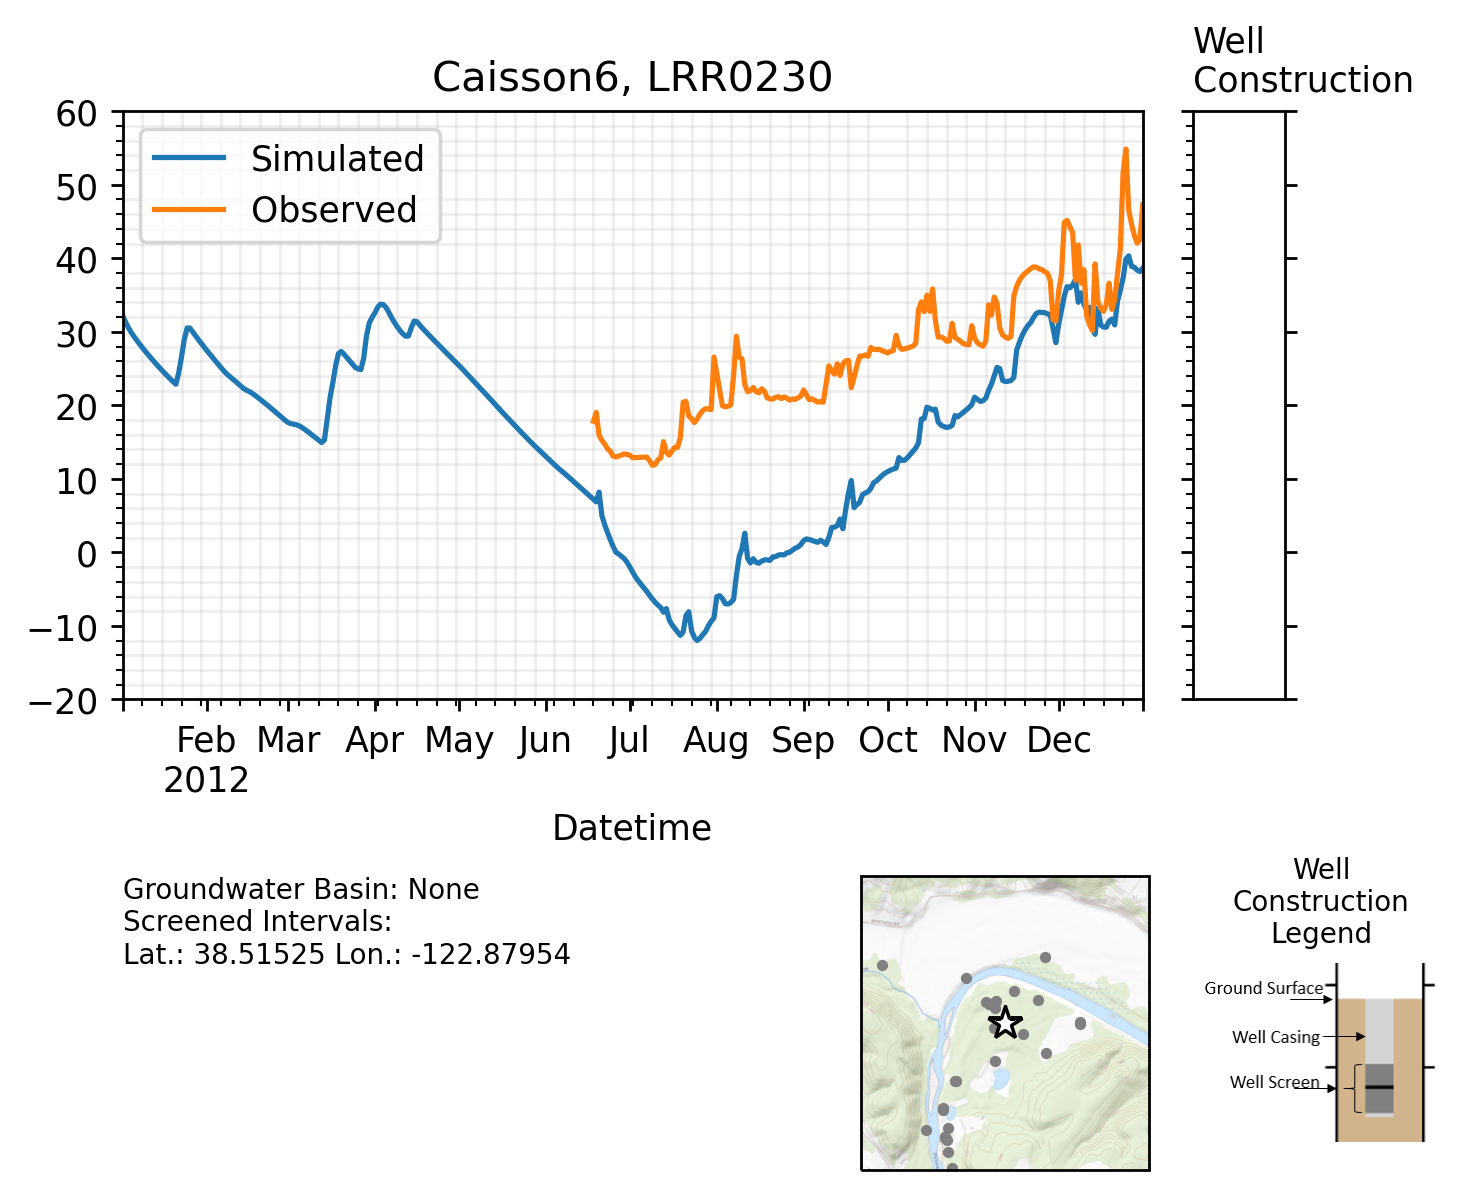 Caisson6, LRR0230
Well
Construction
Simulated
Observed
60
50
40
30
20
10
0
−10
−20
Feb Mar Apr May Jun Jul Aug Sep Oct Nov Dec
2012
Datetime
Groundwater Basin: None
Screened Intervals:
Lat.: 38.51525 Lon.: -122.87954
Well
Construction
Legend
Ground Surface
Well Casing
Well Screen